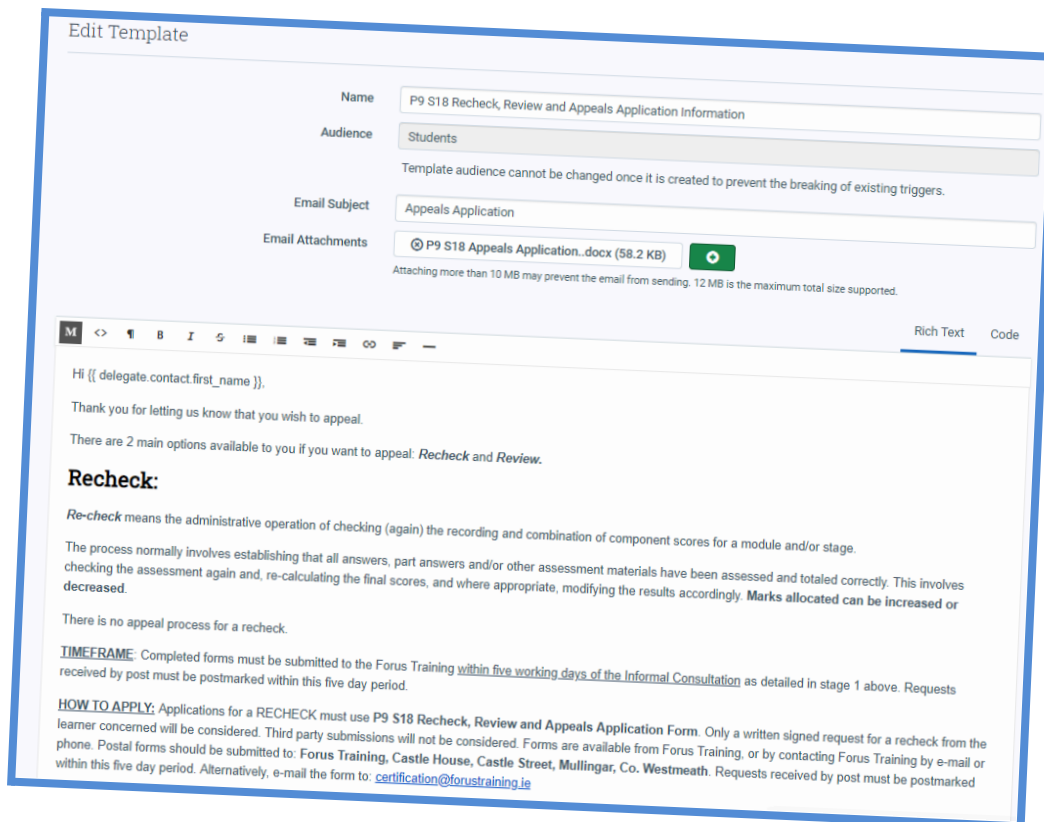 Edit Template
Name
P9 S18 Recheck, Review and Appeals Application Information
Audience
Students
Template audience cannot be changed once it is created to prevent the breaking of existing triggers.
Email Subject
Appeals Application
Email Attachments
P9 S18 Appeals Application..docx (58.2 KB)
Attaching more than 10 MB may prevent the email from sending. 12 MB is the maximum total size supported.
Rich Text
Code
M <> ¶ B I S
Hi {{ delegate.contact.first_name }},
Thank you for letting us know that you wish to appeal.
There are 2 main options available to you if you want to appeal: Recheck and Review.
Recheck:
Re-check means the administrative operation of checking (again) the recording and combination of component scores for a module and/or stage.
The process normally involves establishing that all answers, part answers and/or other assessment materials have been assessed and totaled correctly. This involves
checking the assessment again and, re-calculating the final scores, and where appropriate, modifying the results accordingly. Marks allocated can be increased or
decreased.
There is no appeal process for a recheck.
TIMEFRAME: Completed forms must be submitted to the Forus Training within five working days of the Informal Consultation as detailed in stage 1 above. Requests
received by post must be postmarked within this five day period.
HOW TO APPLY: Applications for a RECHECK must use P9 S18 Recheck, Review and Appeals Application Form. Only a written signed request for a recheck from the
learner concerned will be considered. Third party submissions will not be considered. Forms are available from Forus Training, or by contacting Forus Training by e-mail or
phone. Postal forms should be submitted to: Forus Training, Castle House, Castle Street, Mullingar, Co. Westmeath. Requests received by post must be postmarked
within this five day period. Alternatively, e-mail the form to: certification@forustraining.ie